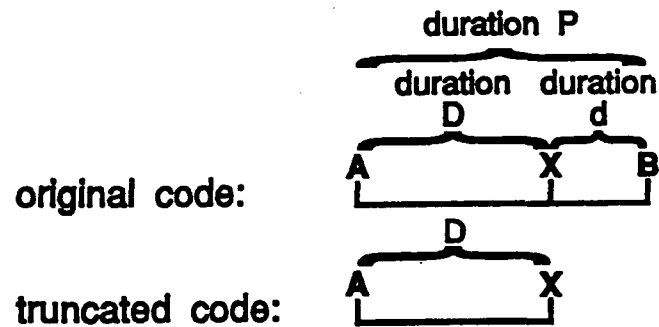 duration P
duration duration
D d
A X B
original code:
D
A X
truncated code: